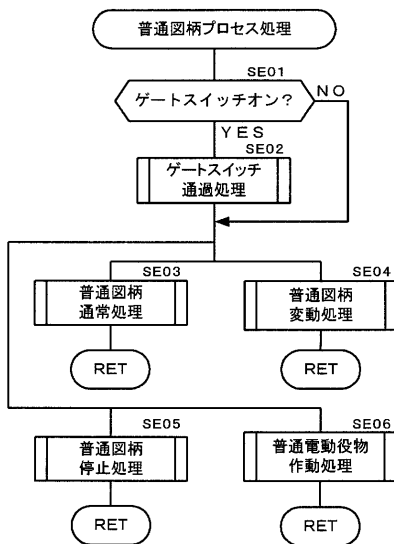 普通図柄プロセス処理
SE01
ゲートスイッチオン?
NO
YES
SE02
ゲートスイッチ
通過処理
SE03
普通図柄
通常処理
RET
SE04
普通図柄
変動処理
RET
SE05
普通図柄
停止処理
RET
SE06
普通電動役物
作動処理
RET